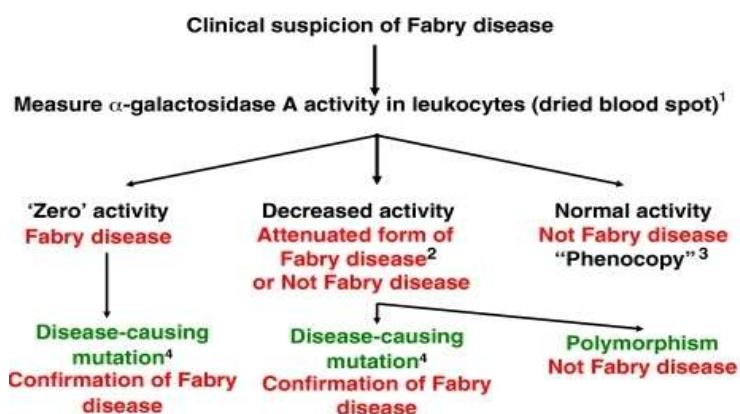 Clinical suspicion of Fabry disease
Measure α-galactosidase A activity in leukocytes (dried blood spot)¹
'Zero' activity
Fabry disease
Decreased activity
Attenuated form of
Fabry disease²
or Not Fabry disease
Normal activity
Not Fabry disease
“Phenocopy”³
Disease-causing
mutation⁴
Confirmation of Fabry
disease
Disease-causing
mutation⁴
Confirmation of Fabry
disease
Polymorphism
Not Fabry disease